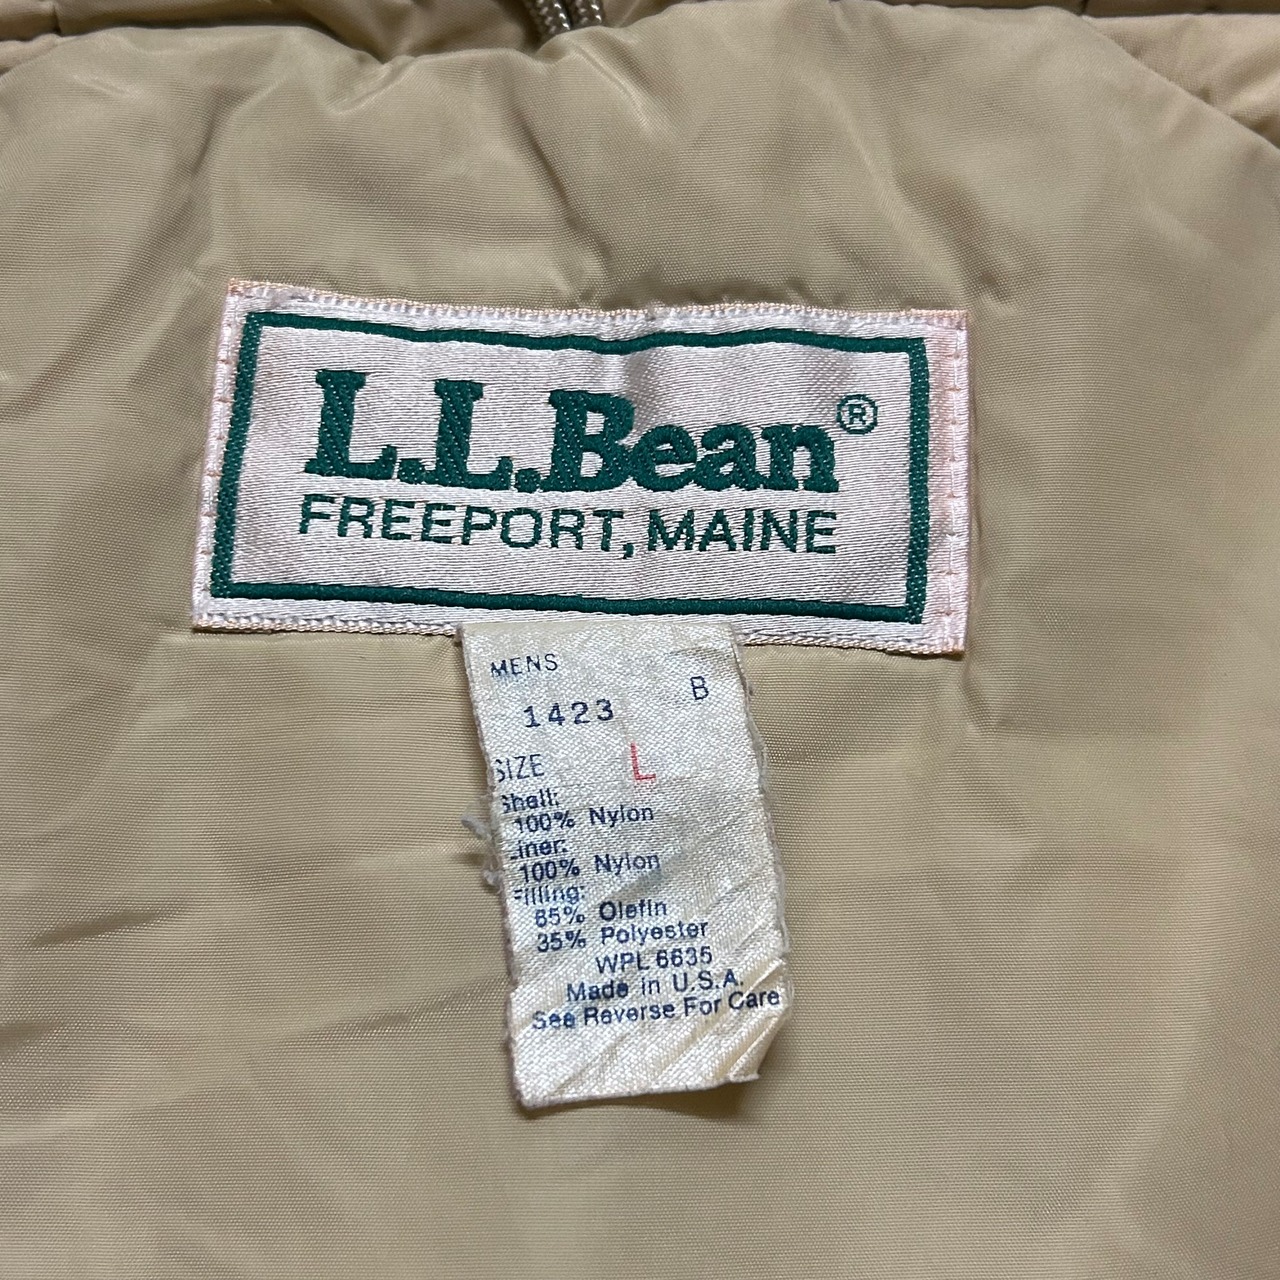 L.L.Bean®
FREEPORT, MAINE
MENS
B
1423
SIZE L
Shell:
100% Nylon
Liner:
100% Nylon
Filling:
65% Olefin
35% Polyester
WPL 6635
Made in U.S.A.
See Reverse For Care